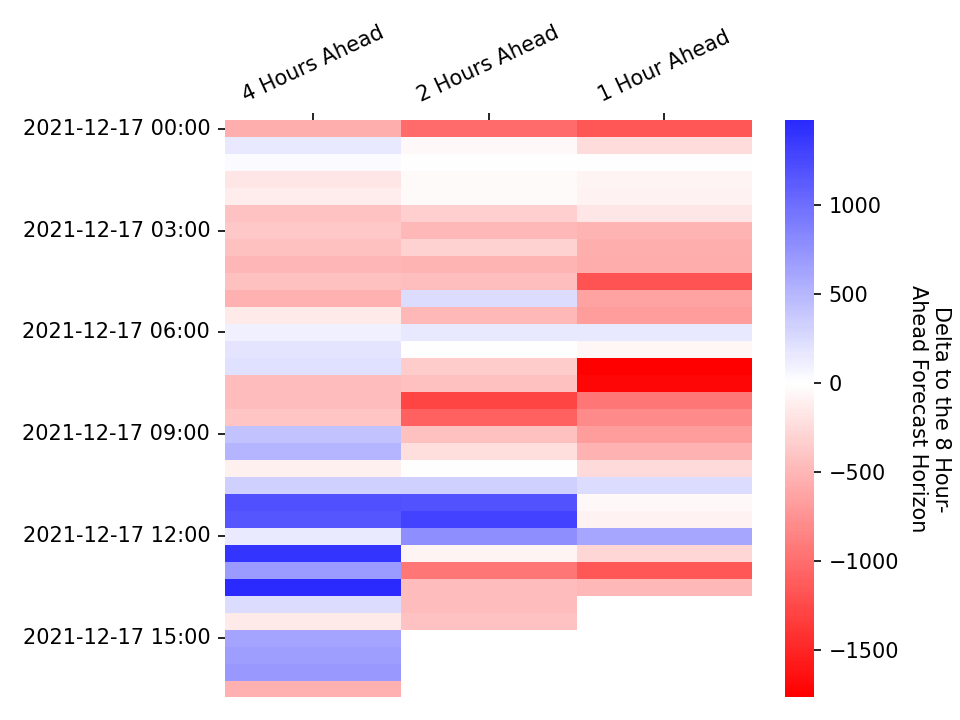 4 Hours Ahead
2 Hours Ahead
1 Hour Ahead
2021-12-17 00:00
2021-12-17 03:00
2021-12-17 06:00
2021-12-17 09:00
2021-12-17 12:00
2021-12-17 15:00
1000
500
0
−500
−1000
−1500
Delta to the 8 Hour-
Ahead Forecast Horizon